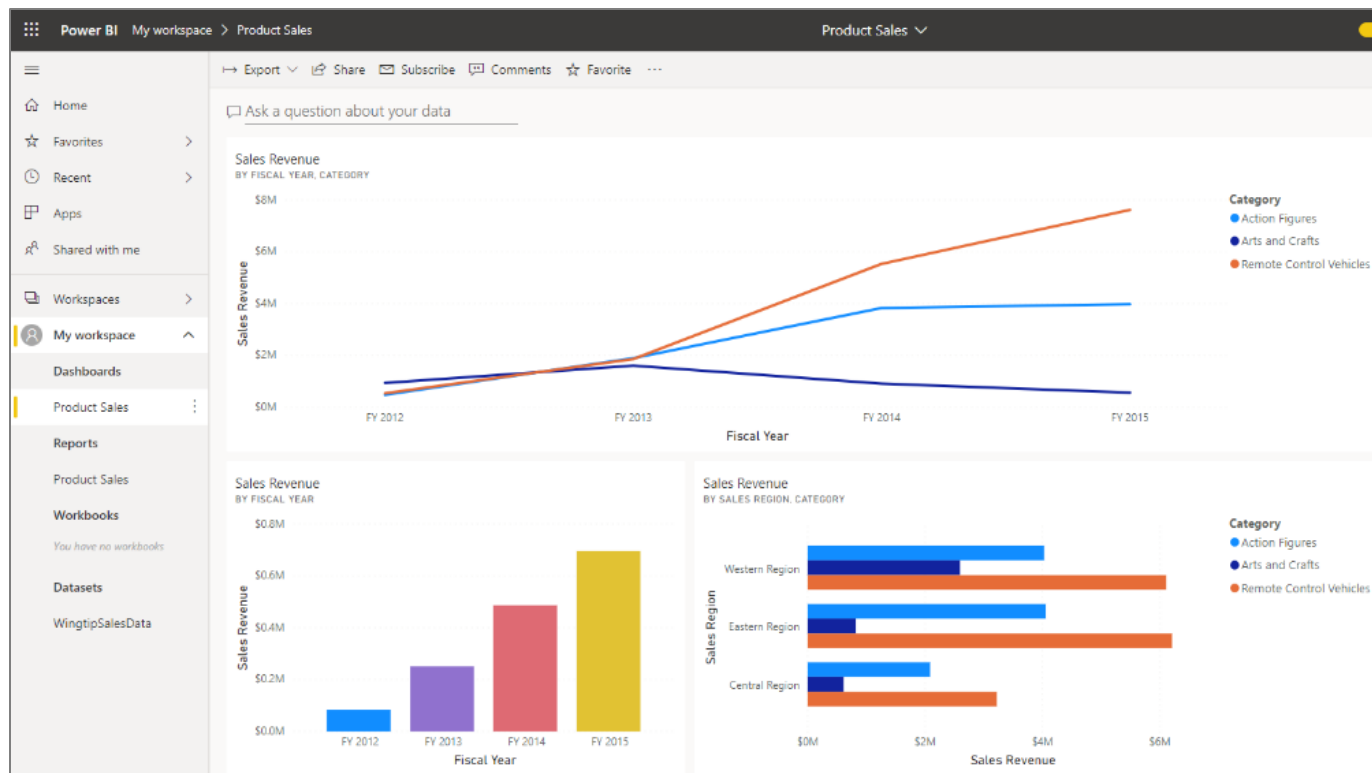 Power BI My workspace > Product Sales
Product Sales
Export Share Subscribe Comments Favorite ...
Home
Favorites
Recent
Apps
Shared with me
Workspaces
My workspace
Dashboards
Product Sales
Reports
Product Sales
Workbooks
You have no workbooks
Datasets
WingtipSalesData
Ask a question about your data
Sales Revenue
BY FISCAL YEAR, CATEGORY
$8M
$6M
$4M
$2M
$0M
Sales Revenue
FY 2012 FY 2013 FY 2014 FY 2015
Fiscal Year
Category
Action Figures
Arts and Crafts
Remote Control Vehicles
Sales Revenue
BY FISCAL YEAR
$0.8M
$0.6M
$0.4M
$0.2M
$0.0M
Sales Revenue
FY 2012 FY 2013 FY 2014 FY 2015
Fiscal Year
Sales Revenue
BY SALES REGION, CATEGORY
Sales Region
Western Region
Eastern Region
Central Region
$0M $2M $4M $6M
Sales Revenue
Category
Action Figures
Arts and Crafts
Remote Control Vehicles